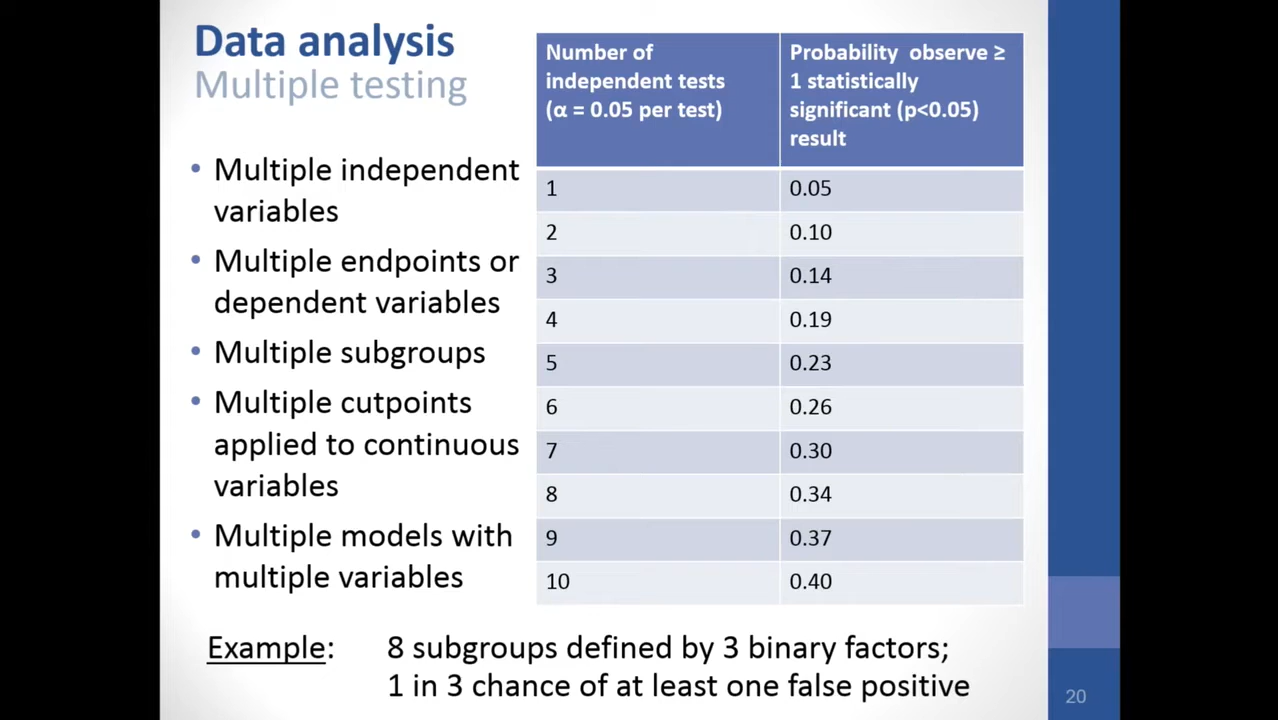 Data analysis
Multiple testing
• Multiple independent
variables
• Multiple endpoints or
dependent variables
• Multiple subgroups
• Multiple cutpoints
applied to continuous
variables
• Multiple models with
multiple variables
Number of
independent tests
(α = 0.05 per test)
Probability observe ≥
1 statistically
significant (p<0.05)
result
1 0.05
2 0.10
3 0.14
4 0.19
5 0.23
6 0.26
7 0.30
8 0.34
9 0.37
10 0.40
Example: 8 subgroups defined by 3 binary factors;
1 in 3 chance of at least one false positive
20